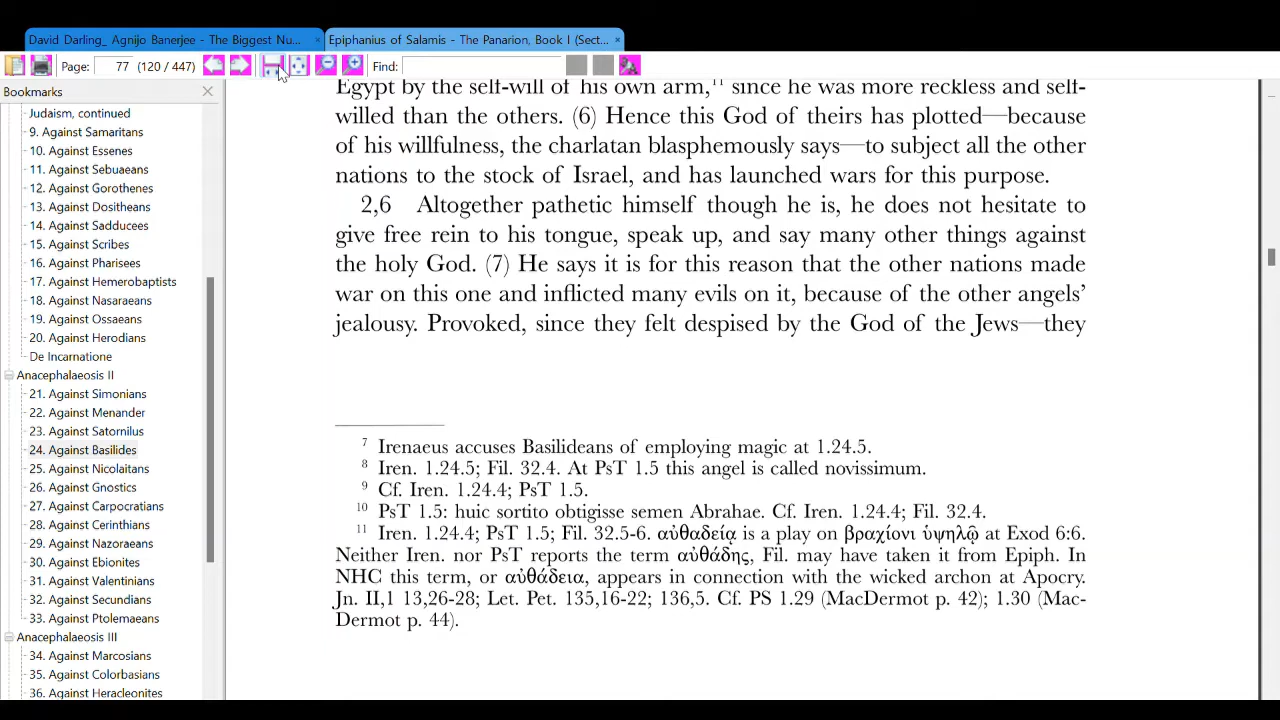 David Darling_ Agnijo Banerjee - The Biggest Nu... ×
Epiphanius of Salamis - The Panarion, Book I (Sect... ×
Page: 77 (120 / 447) Find:
Bookmarks
Judaism, continued
9. Against Samaritans
10. Against Essenes
11. Against Sebuaeans
12. Against Gorothenes
13. Against Dositheans
14. Against Sadducees
15. Against Scribes
16. Against Pharisees
17. Against Hemerobaptists
18. Against Nasaraeans
19. Against Ossaeans
20. Against Herodians
De Incarnatione
Anacephalaeosis II
21. Against Simonians
22. Against Menander
23. Against Satornilus
24. Against Basilides
25. Against Nicolaitans
26. Against Gnostics
27. Against Carpocratians
28. Against Cerinthians
29. Against Nazoraeans
30. Against Ebionites
31. Against Valentinians
32. Against Secundians
33. Against Ptolemaeans
Anacephalaeosis III
34. Against Marcosians
35. Against Colorbasians
36. Against Heracleonites
Egypt by the self-will of his own arm,¹¹ since he was more reckless and self-
willed than the others. (6) Hence this God of theirs has plotted—because
of his willfulness, the charlatan blasphemously says—to subject all the other
nations to the stock of Israel, and has launched wars for this purpose.
2,6 Altogether pathetic himself though he is, he does not hesitate to
give free rein to his tongue, speak up, and say many other things against
the holy God. (7) He says it is for this reason that the other nations made
war on this one and inflicted many evils on it, because of the other angels’
jealousy. Provoked, since they felt despised by the God of the Jews—they
⁷ Irenaeus accuses Basilideans of employing magic at 1.24.5.
⁸ Iren. 1.24.5; Fil. 32.4. At PsT 1.5 this angel is called novissimum.
⁹ Cf. Iren. 1.24.4; PsT 1.5.
¹⁰ PsT 1.5: huic sortito obtigisse semen Abrahae. Cf. Iren. 1.24.4; Fil. 32.4.
¹¹ Iren. 1.24.4; PsT 1.5; Fil. 32.5-6. αὐθαδείᾳ is a play on βραχίονι ὑψηλῷ at Exod 6:6.
Neither Iren. nor PsT reports the term αὐθάδης, Fil. may have taken it from Epiph. In
NHC this term, or αὐθάδεια, appears in connection with the wicked archon at Apocry.
Jn. II,1 13,26-28; Let. Pet. 135,16-22; 136,5. Cf. PS 1.29 (MacDermot p. 42); 1.30 (Mac-
Dermot p. 44).